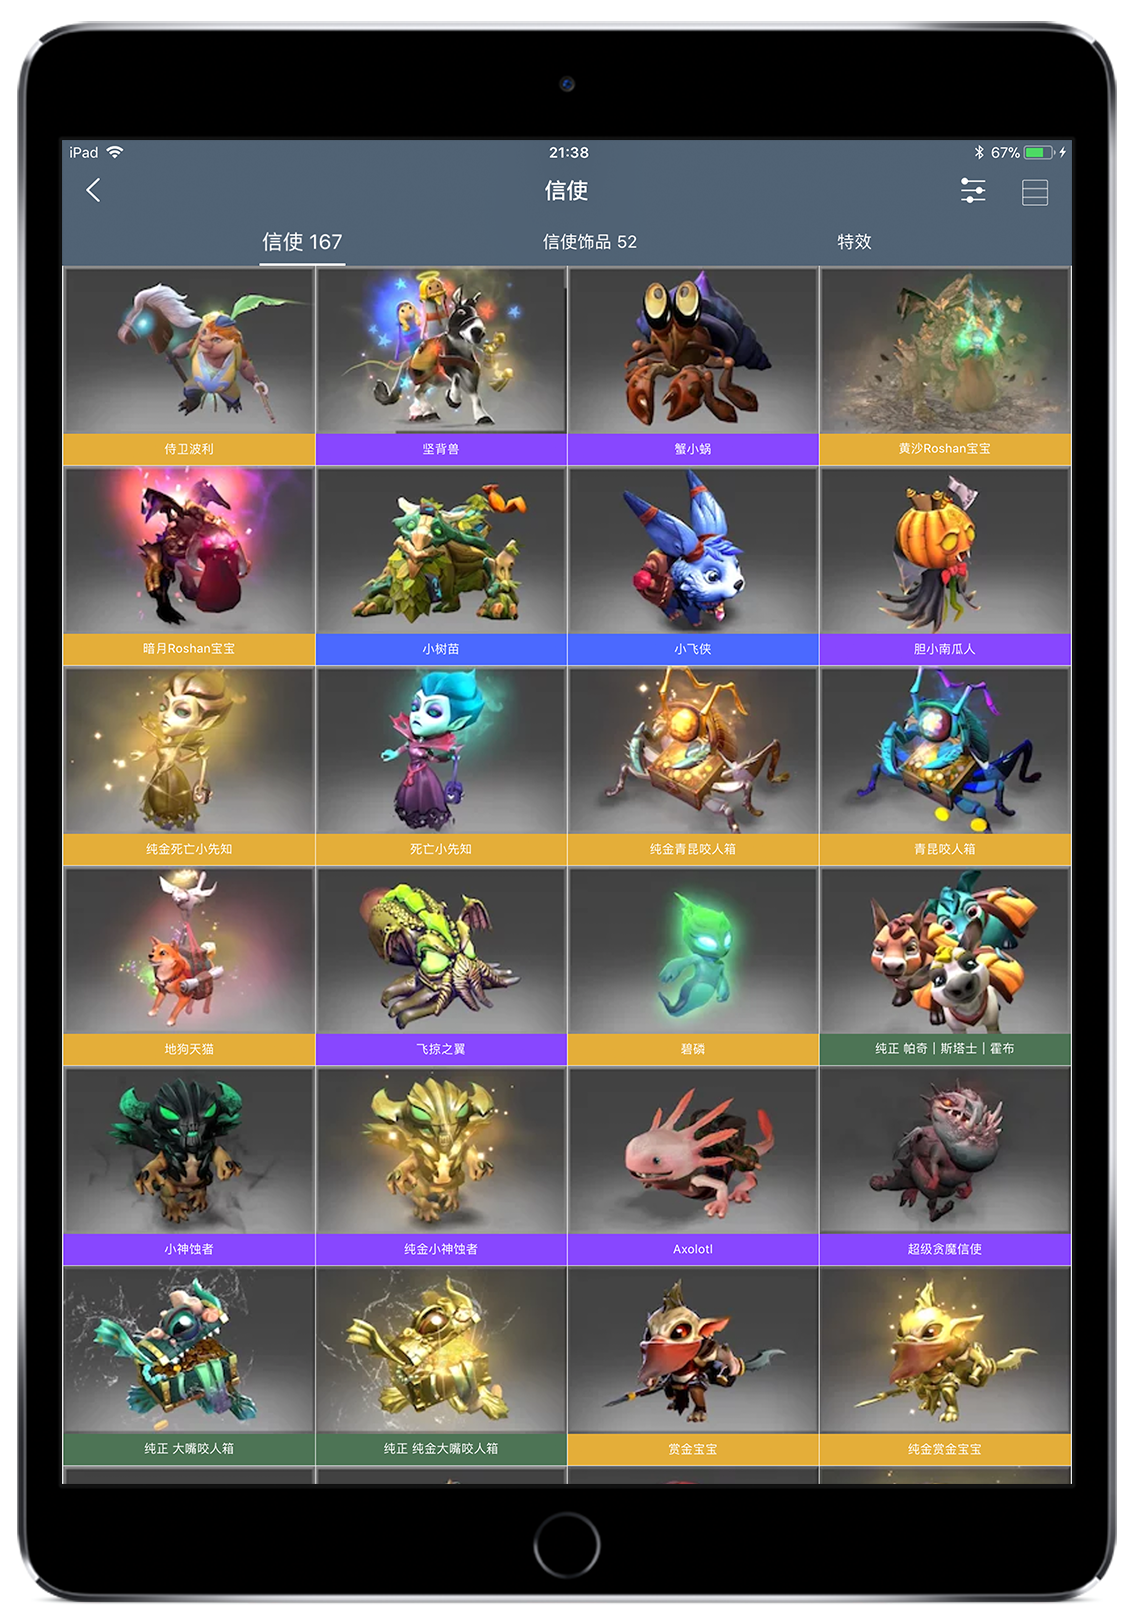 iPad 21:38 67%
信使
信使 167 信使饰品 52 特效
侍卫波利 坚背兽 蟹小蜗 黄沙Roshan宝宝
暗月Roshan宝宝 小树苗 小飞侠 胆小南瓜人
纯金死亡小先知 死亡小先知 纯金青昆咬人箱 青昆咬人箱
地狗天猫 飞掠之翼 碧磷 纯正 帕奇 | 斯塔士 | 霍布
小神蚀者 纯金小神蚀者 Axolotl 超级贪魔信使
纯正 大嘴咬人箱 纯正 纯金大嘴咬人箱 赏金宝宝 纯金赏金宝宝